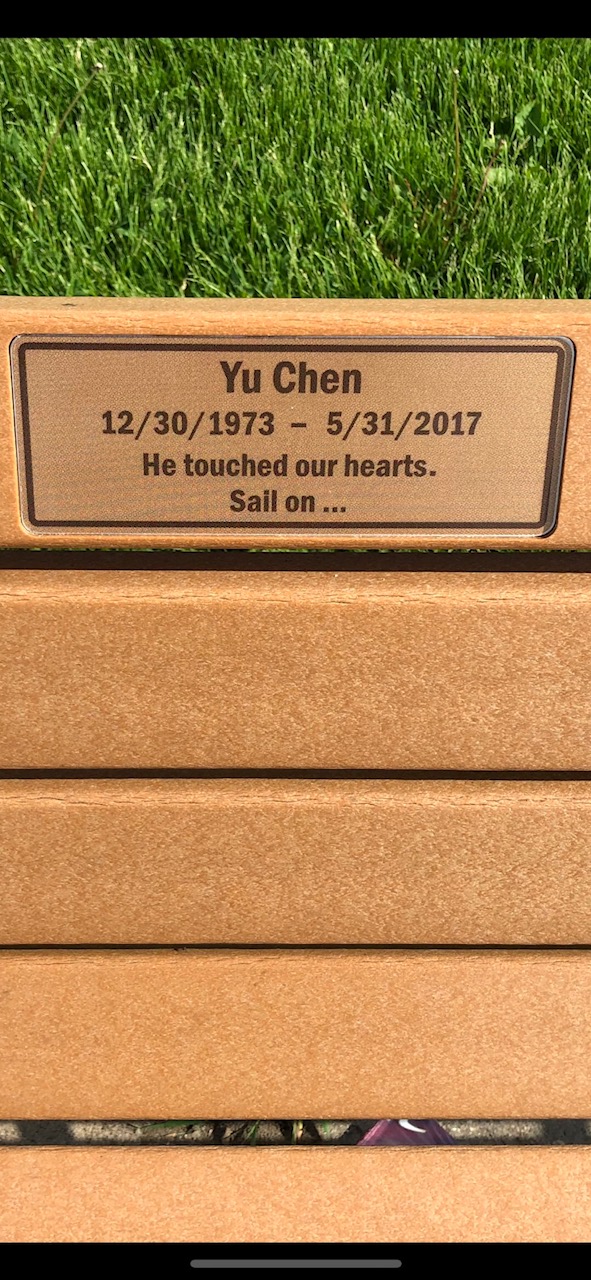 Yu Chen
12/30/1973 – 5/31/2017
He touched our hearts.
Sail on ...